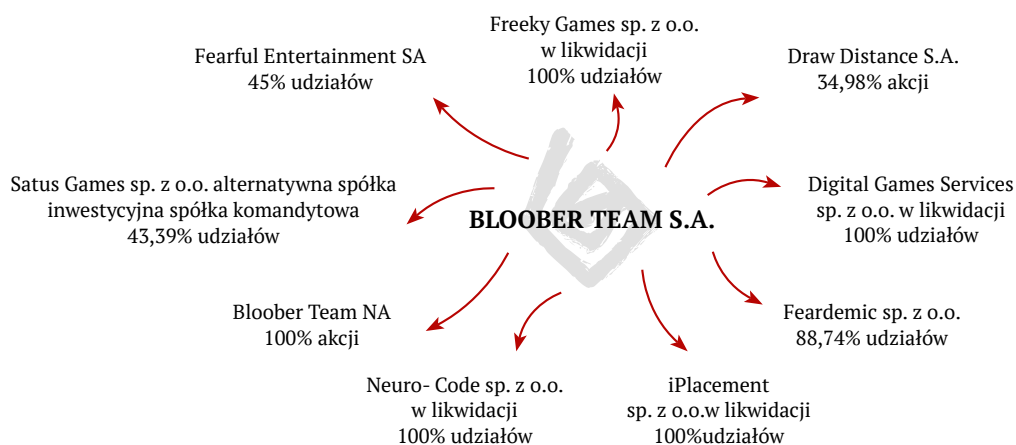 Freeky Games sp. z o.o.
w likwidacji
100% udziałów
Fearful Entertainment SA
45% udziałów
Draw Distance S.A.
34,98% akcji
Satus Games sp. z o.o. alternatywna spółka
inwestycyjna spółka komandytowa
43,39% udziałów
BLOOBER TEAM S.A.
Digital Games Services
sp. z o.o. w likwidacji
100% udziałów
Bloober Team NA
100% akcji
Feardemic sp. z o.o.
88,74% udziałów
Neuro- Code sp. z o.o.
w likwidacji
100% udziałów
iPlacement
sp. z o.o.w likwidacji
100%udziałów